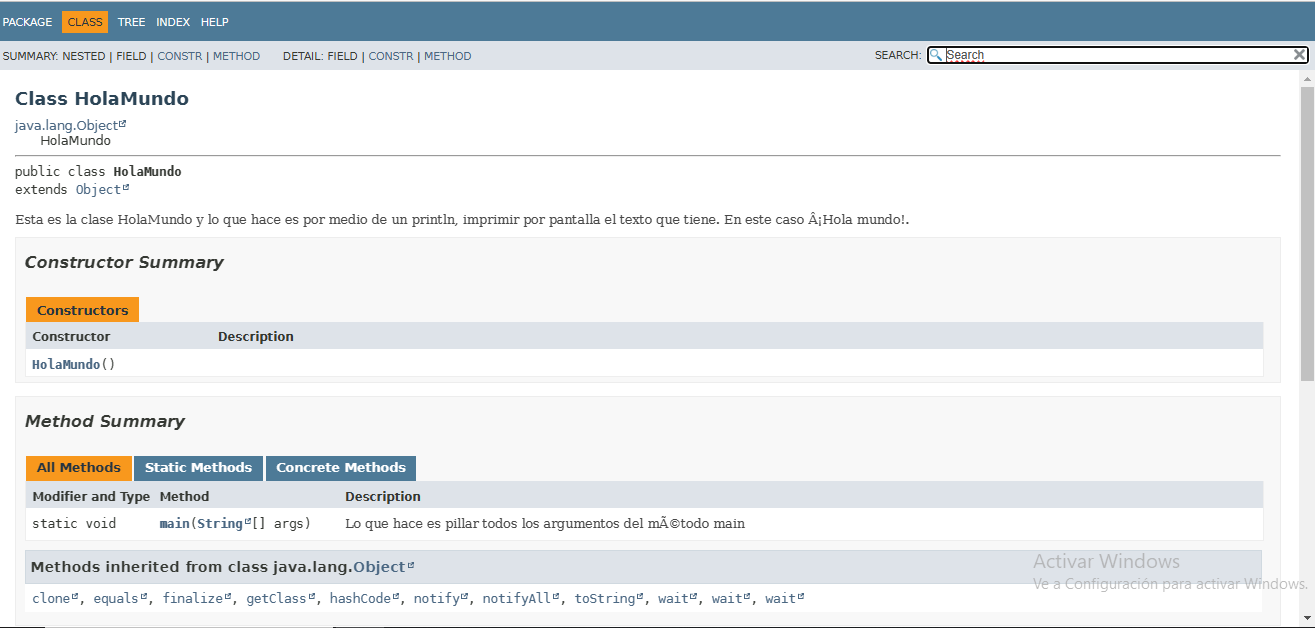 PACKAGE CLASS TREE INDEX HELP
SUMMARY: NESTED | FIELD | CONSTR | METHOD DETAIL: FIELD | CONSTR | METHOD SEARCH: Search
Class HolaMundo
java.lang.Object
HolaMundo
public class HolaMundo
extends Object
Esta es la clase HolaMundo y lo que hace es por medio de un println, imprimir por pantalla el texto que tiene. En este caso Â¡Hola mundo!.
Constructor Summary
Constructors
Constructor Description
HolaMundo()
Method Summary
All Methods Static Methods Concrete Methods
Modifier and Type Method Description
static void main(String[] args) Lo que hace es pillar todos los argumentos del mÃ©todo main
Methods inherited from class java.lang.Object
clone, equals, finalize, getClass, hashCode, notify, notifyAll, toString, wait, wait, wait
Activar Windows
Ve a Configuración para activar Windows.